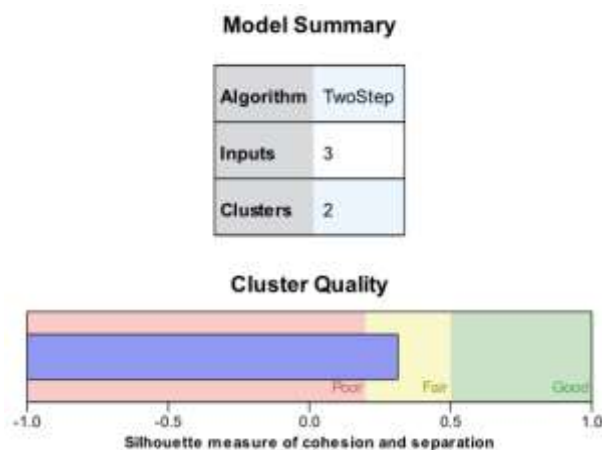 Model Summary
Algorithm TwoStep
Inputs 3
Clusters 2
Cluster Quality
Poor Fair Good
-1.0 -0.5 0.0 0.5 1.0
Silhouette measure of cohesion and separation